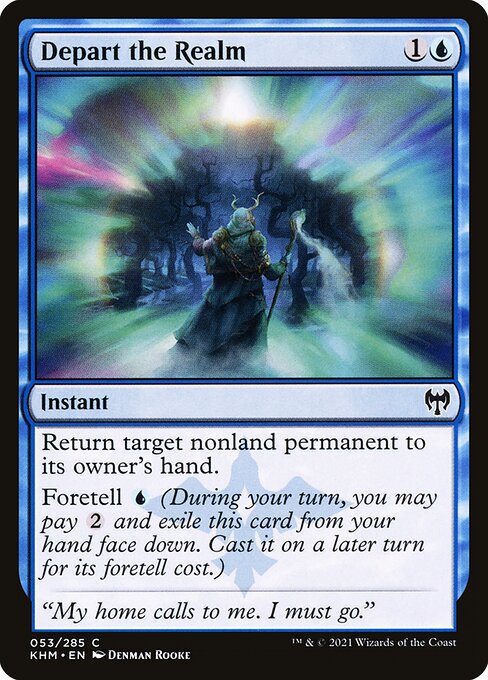 Depart the Realm 1
Instant
Return target nonland permanent to
its owner's hand.
Foretell (During your turn, you may
pay 2 and exile this card from your
hand face down. Cast it on a later turn
for its foretell cost.)
"My home calls to me. I must go."
053/285 C
™ & © 2021 Wizards of the Coast
KHM • EN Denman Rooke